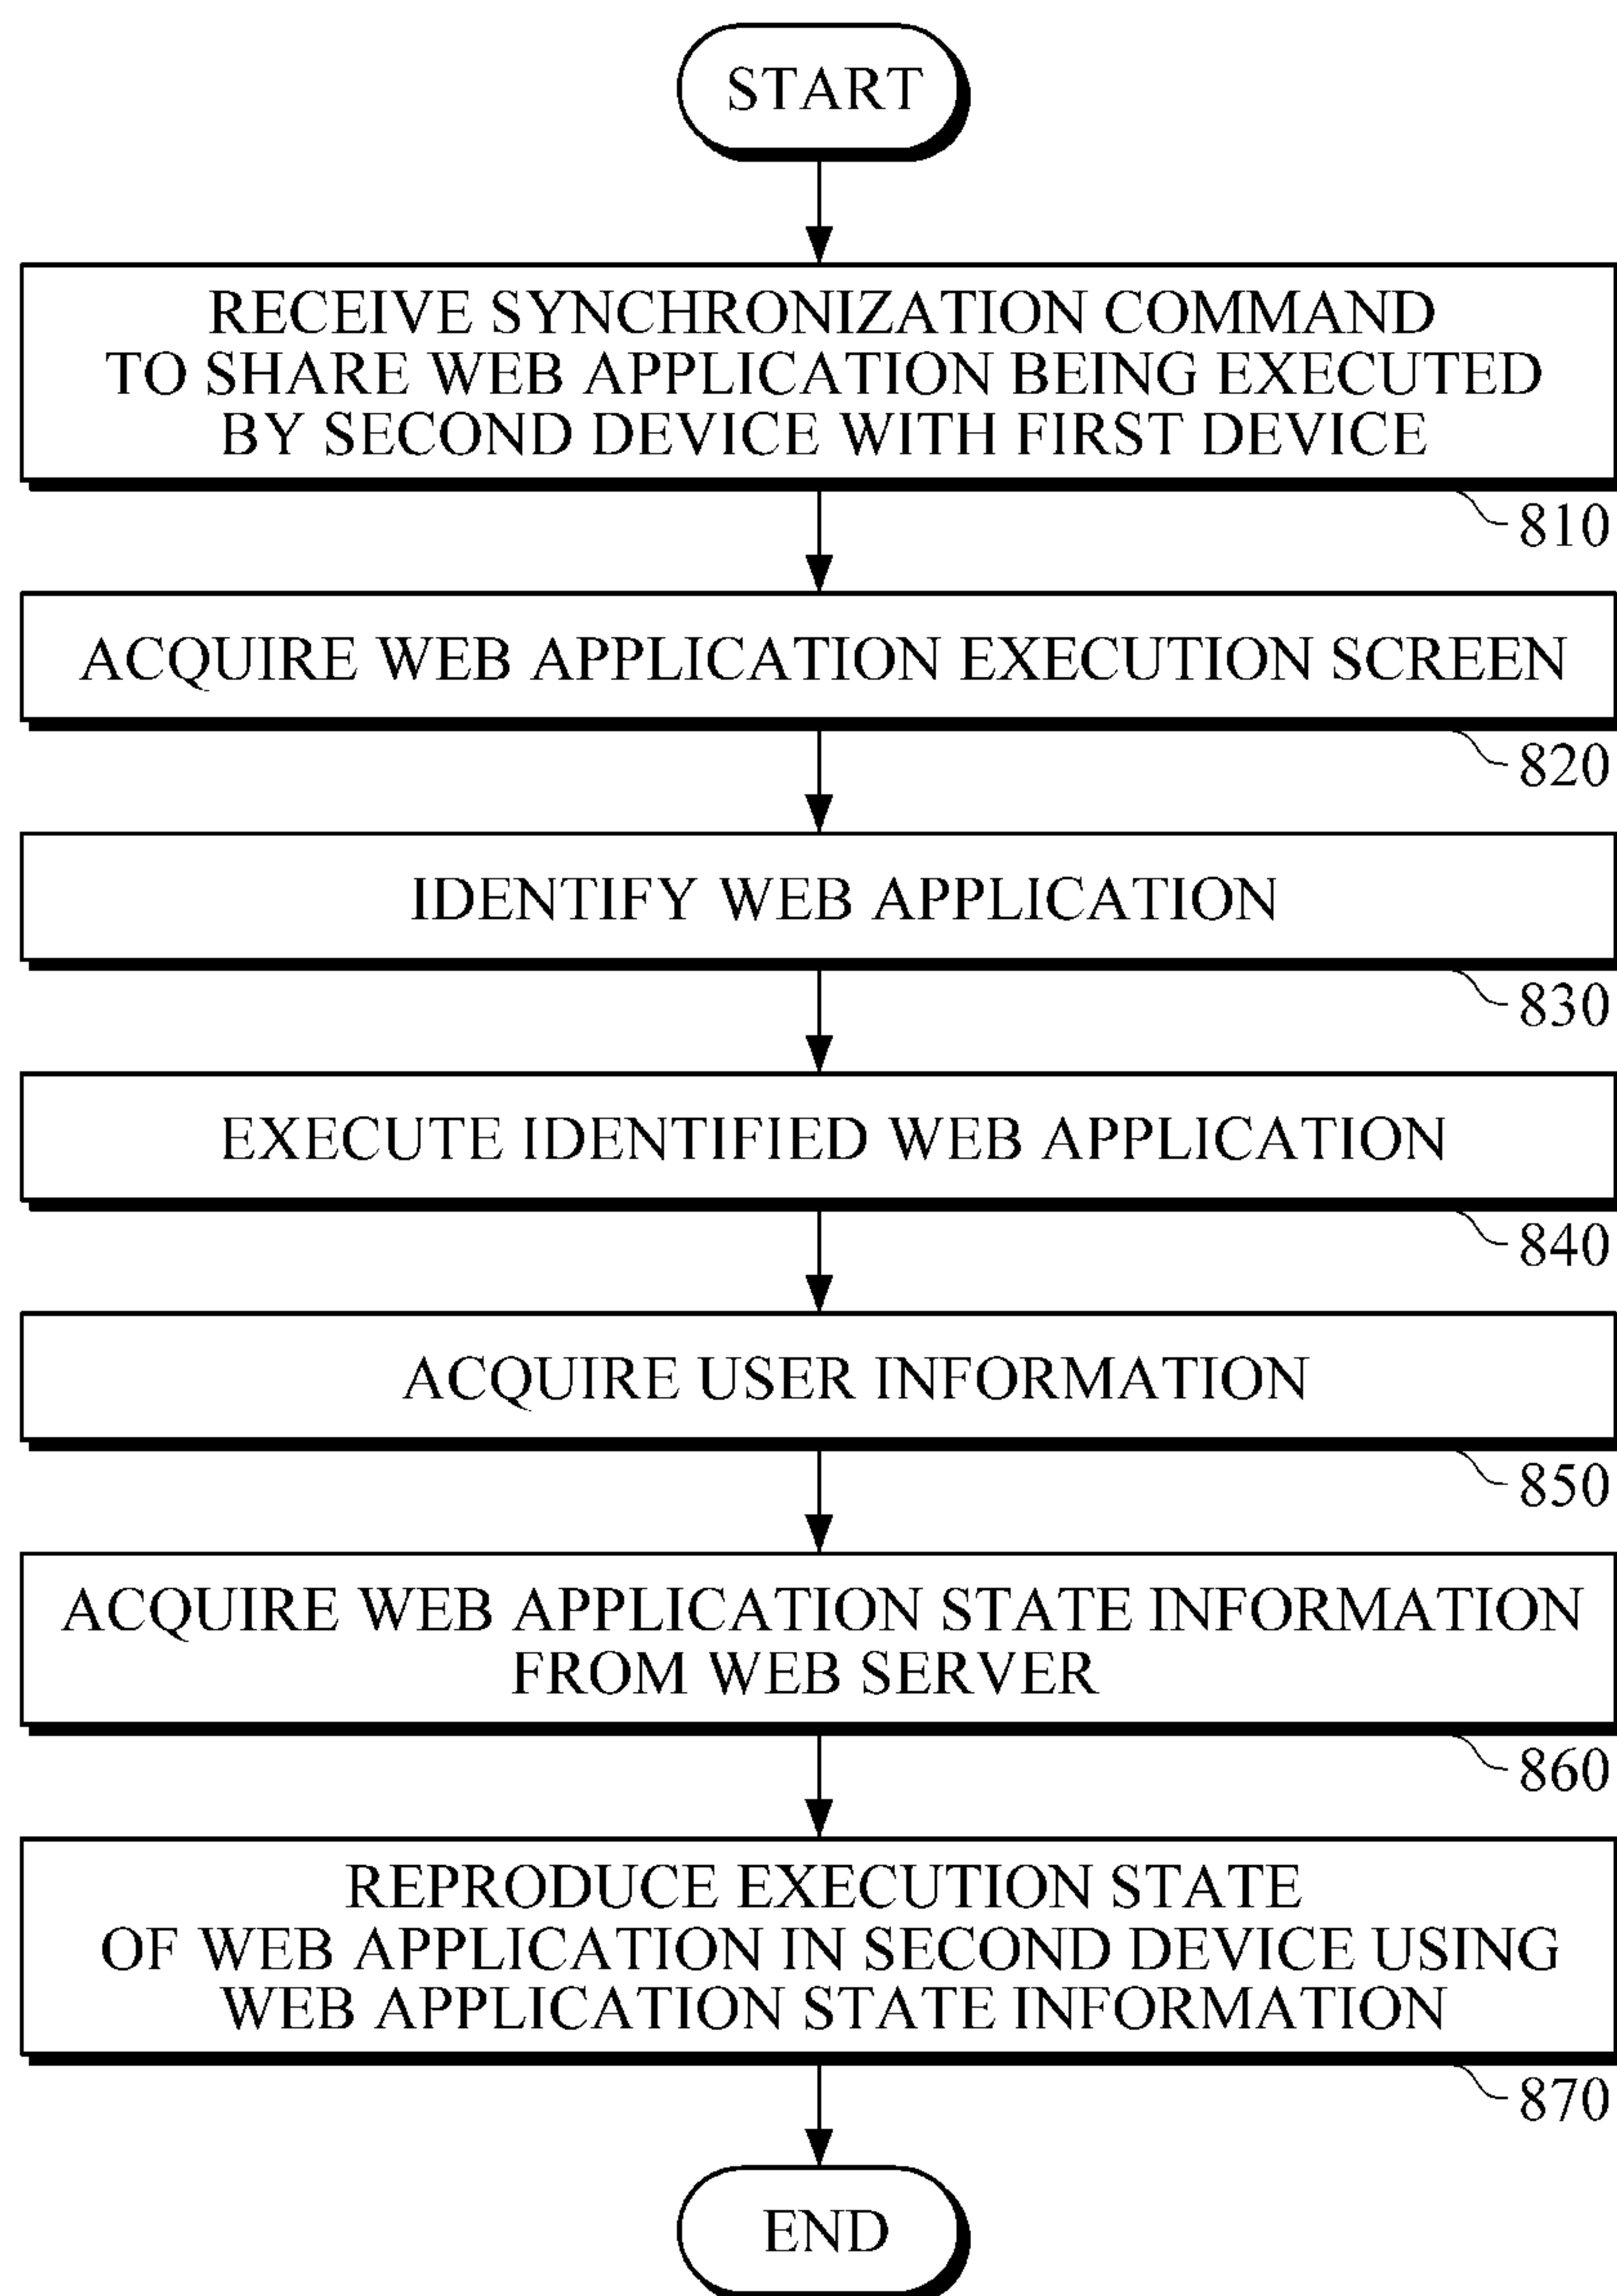 START
RECEIVE SYNCHRONIZATION COMMAND
TO SHARE WEB APPLICATION BEING EXECUTED
BY SECOND DEVICE WITH FIRST DEVICE
810
ACQUIRE WEB APPLICATION EXECUTION SCREEN
820
IDENTIFY WEB APPLICATION
830
EXECUTE IDENTIFIED WEB APPLICATION
840
ACQUIRE USER INFORMATION
850
ACQUIRE WEB APPLICATION STATE INFORMATION
FROM WEB SERVER
860
REPRODUCE EXECUTION STATE
OF WEB APPLICATION IN SECOND DEVICE USING
WEB APPLICATION STATE INFORMATION
870
END